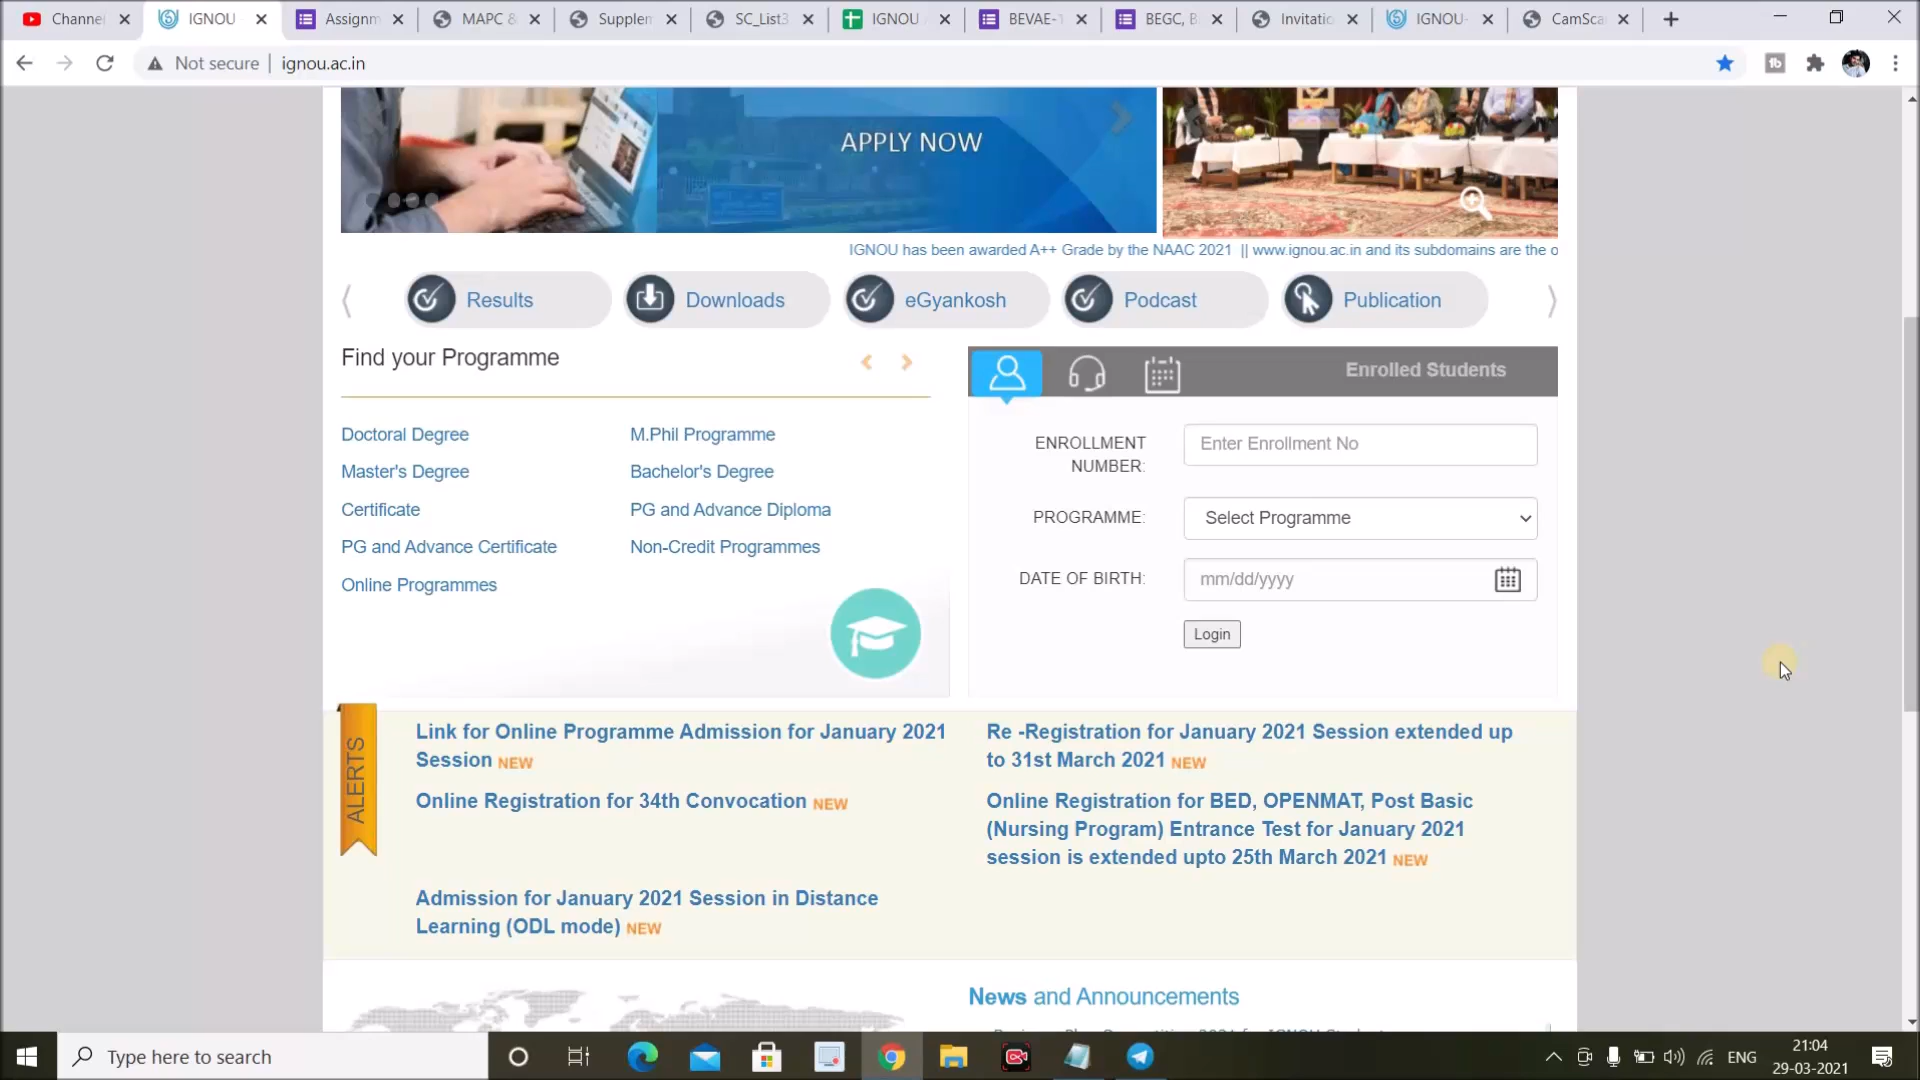 Channe
IGNOU
Assignm
MAPC &
Supplem
SC_List3
IGNOU
BEVAE-
BEGC, B
Invitatio
IGNOU-
CamSca
Not secure
ignou.ac.in
APPLY NOW
IGNOU has been awarded A++ Grade by the NAAC 2021 || www.ignou.ac.in and its subdomains are the o
Results
Downloads
eGyankosh
Podcast
Publication
Find your Programme
Enrolled Students
Doctoral Degree
M.Phil Programme
Master's Degree
Bachelor's Degree
Certificate
PG and Advance Diploma
PG and Advance Certificate
Non-Credit Programmes
Online Programmes
ENROLLMENT
NUMBER:
Enter Enrollment No
PROGRAMME:
Select Programme
DATE OF BIRTH:
mm/dd/yyyy
Login
ALERTS
Link for Online Programme Admission for January 2021
Session NEW
Re -Registration for January 2021 Session extended up
to 31st March 2021 NEW
Online Registration for 34th Convocation NEW
Online Registration for BED, OPENMAT, Post Basic
(Nursing Program) Entrance Test for January 2021
session is extended upto 25th March 2021 NEW
Admission for January 2021 Session in Distance
Learning (ODL mode) NEW
News and Announcements
Type here to search
ENG
21:04
29-03-2021